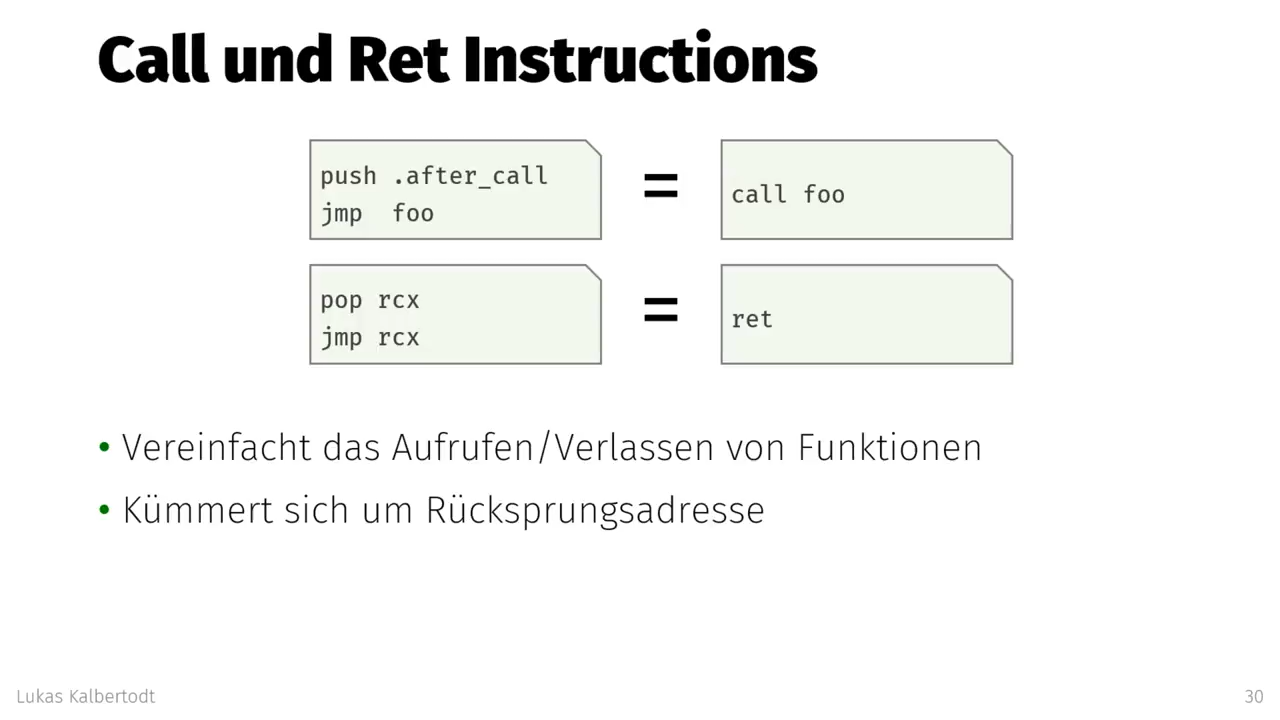 Call und Ret Instructions
push .after_call
jmp  foo
=
call foo
pop rcx
jmp rcx
=
ret
• Vereinfacht das Aufrufen/Verlassen von Funktionen
• Kümmert sich um Rücksprungsadresse
Lukas Kalbertodt
30